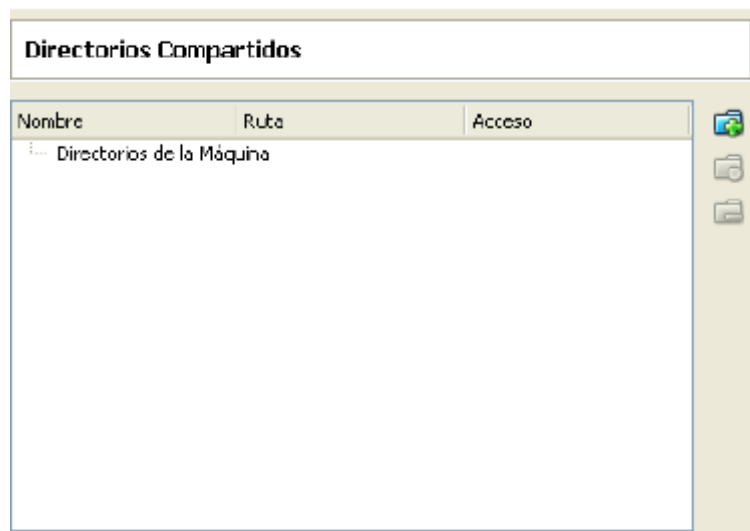 Directorios Compartidos
Nombre Ruta Acceso
Directorios de la Máquina